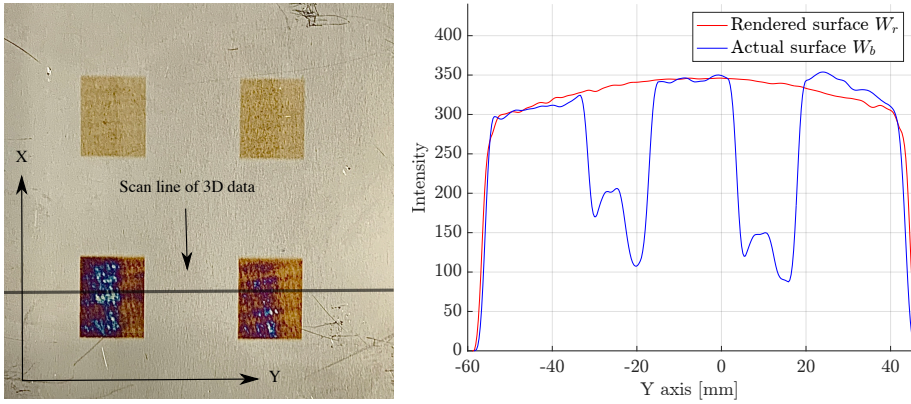 X
Scan line of 3D data
Y
Rendered surface W_r
Actual surface W_b
Intensity
400
350
300
250
200
150
100
50
0
-60
-40
-20
0
20
40
Y axis [mm]